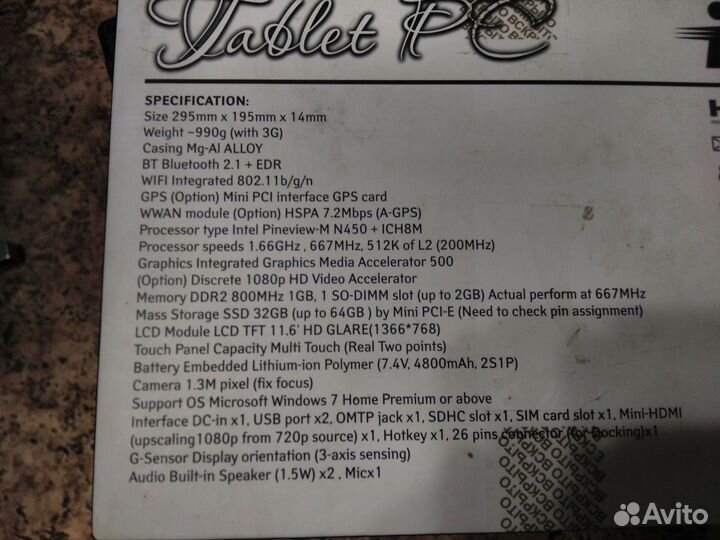 Tablet PC
SPECIFICATION:
Size 295mm x 195mm x 14mm
Weight ~990g (with 3G)
Casing Mg-Al ALLOY
BT Bluetooth 2.1 + EDR
WIFI Integrated 802.11b/g/n
GPS (Option) Mini PCI interface GPS card
WWAN module (Option) HSPA 7.2Mbps (A-GPS)
Processor type Intel Pineview-M N450 + ICH8M
Processor speeds 1.66GHz , 667MHz, 512K of L2 (200MHz)
Graphics Integrated Graphics Media Accelerator 500
(Option) Discrete 1080p HD Video Accelerator
Memory DDR2 800MHz 1GB, 1 SO-DIMM slot (up to 2GB) Actual perform at 667MHz
Mass Storage SSD 32GB (up to 64GB ) by Mini PCI-E (Need to check pin assignment)
LCD Module LCD TFT 11.6' HD GLARE(1366*768)
Touch Panel Capacity Multi Touch (Real Two points)
Battery Embedded Lithium-ion Polymer (7.4V, 4800mAh, 2S1P)
Camera 1.3M pixel (fix focus)
Support OS Microsoft Windows 7 Home Premium or above
Interface DC-in x1, USB port x2, OMTP jack x1, SDHC slot x1, SIM card slot x1, Mini-HDMI
(upscaling1080p from 720p source) x1, Hotkey x1, 26 pins connector (for Docking)x1
G-Sensor Display orientation (3-axis sensing)
Audio Built-in Speaker (1.5W) x2 , Micx1
ВСКРЫТО
Avito